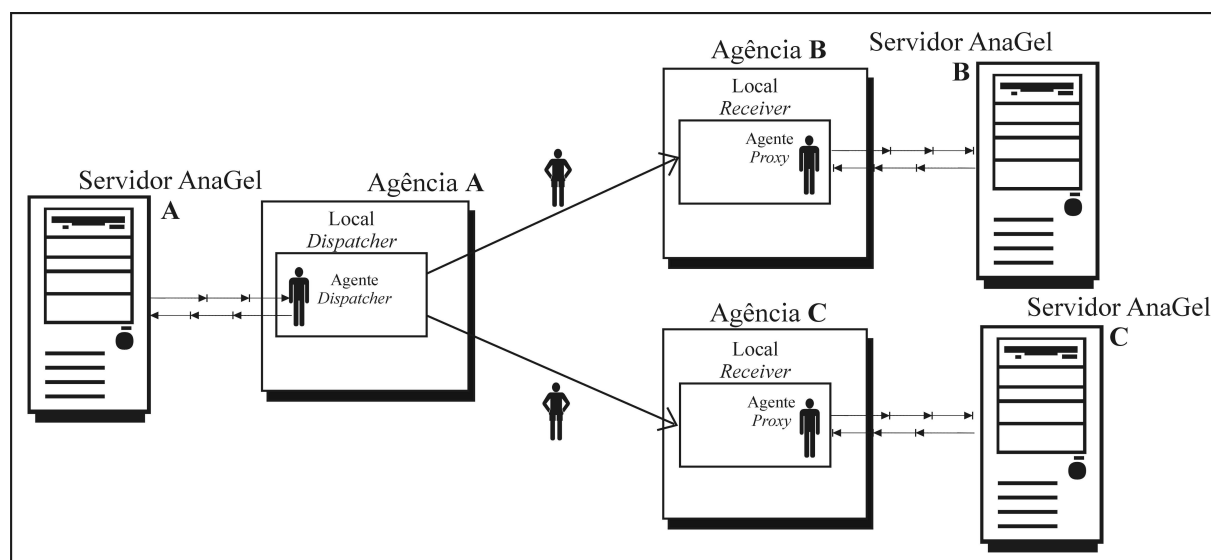 Servidor AnaGel
A
Agência A
Local
Dispatcher
Agente
Dispatcher
Agência B
Local
Receiver
Agente
Proxy
Servidor AnaGel
B
Agência C
Local
Receiver
Agente
Proxy
Servidor AnaGel
C